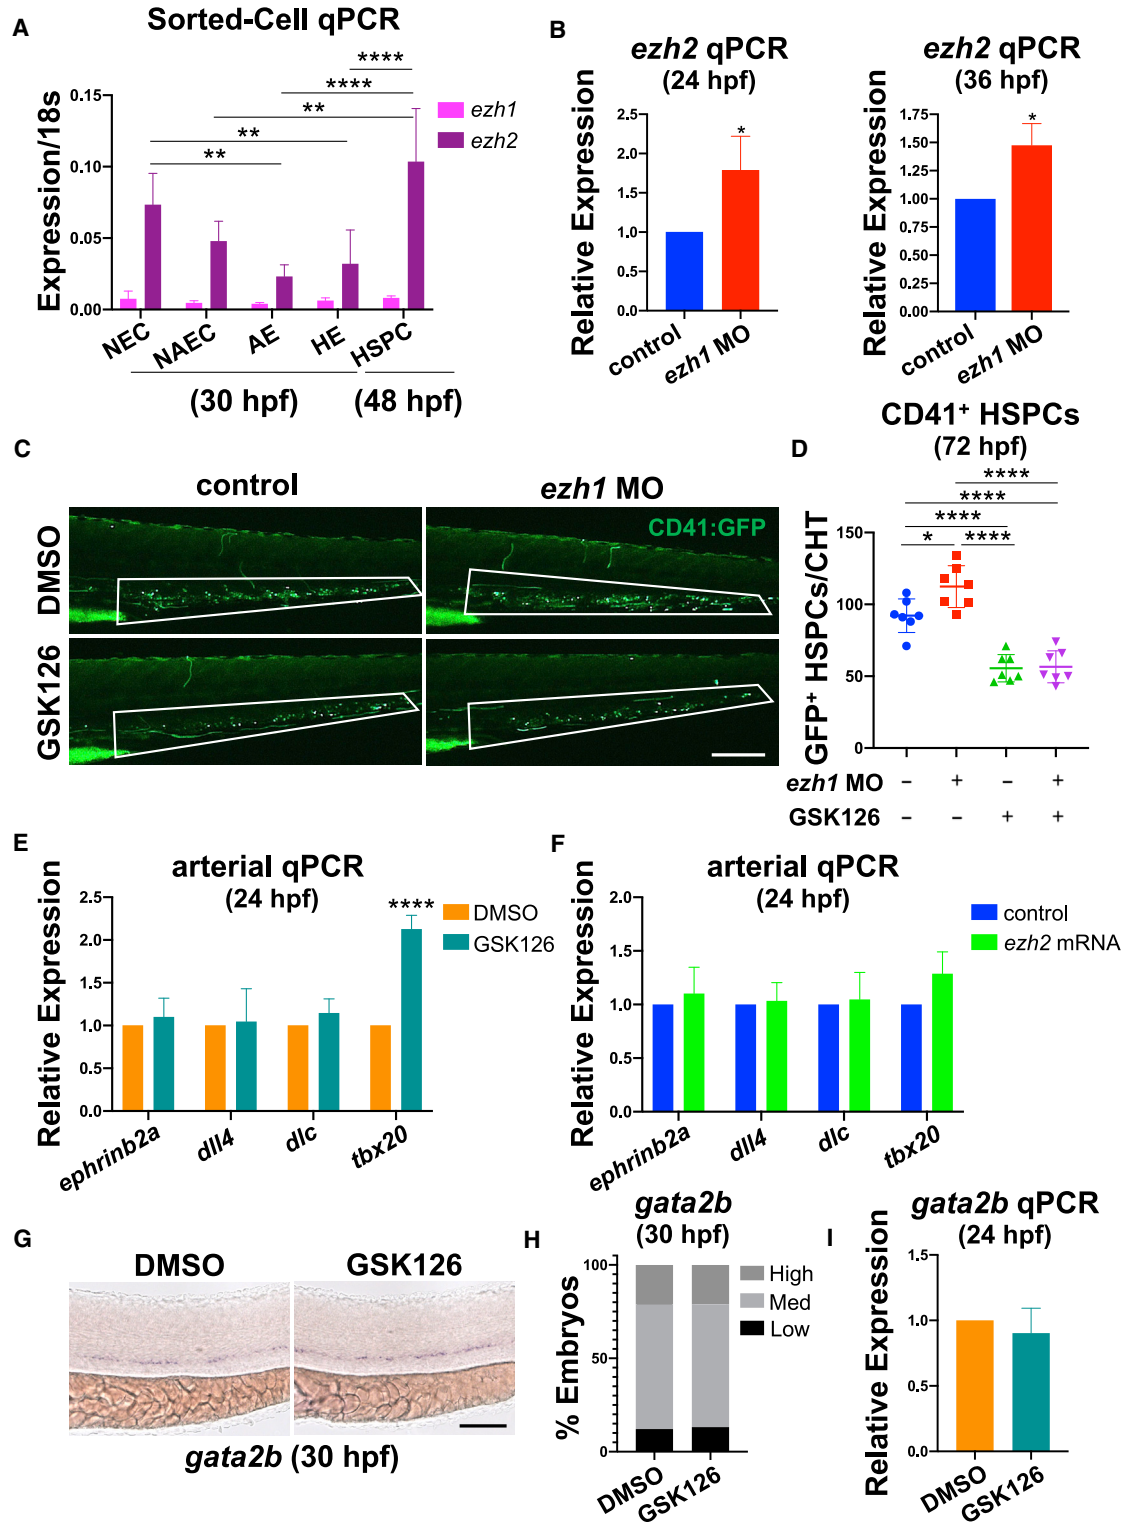 A
Sorted-Cell qPCR
Expression/18s
0.15
0.10
0.05
0.00
****
****
**
**
**
ezh1
ezh2
NEC
NAEC
AE
HE
HSPC
(30 hpf)
(48 hpf)
B
ezh2 qPCR
(24 hpf)
Relative Expression
2.5
2.0
1.5
1.0
0.5
0.0
*
control
ezh1 MO
ezh2 qPCR
(36 hpf)
Relative Expression
1.75
1.50
1.25
1.00
0.75
0.50
0.25
0.00
*
control
ezh1 MO
C
control
ezh1 MO
DMSO
GSK126
CD41:GFP
D
CD41+ HSPCs
(72 hpf)
GFP+ HSPCs/CHT
150
100
50
0
****
****
****
*
****
ezh1 MO − + − +
GSK126 − − + +
E
arterial qPCR
(24 hpf)
Relative Expression
2.5
2.0
1.5
1.0
0.5
0.0
****
DMSO
GSK126
ephrinb2a
dll4
dlc
tbx20
F
arterial qPCR
(24 hpf)
Relative Expression
2.0
1.5
1.0
0.5
0.0
control
ezh2 mRNA
ephrinb2a
dll4
dlc
tbx20
G
DMSO
GSK126
gata2b (30 hpf)
H
gata2b
(30 hpf)
% Embryos
100
50
0
High
Med
Low
DMSO
GSK126
I
gata2b qPCR
(24 hpf)
Relative Expression
1.5
1.0
0.5
0.0
DMSO
GSK126